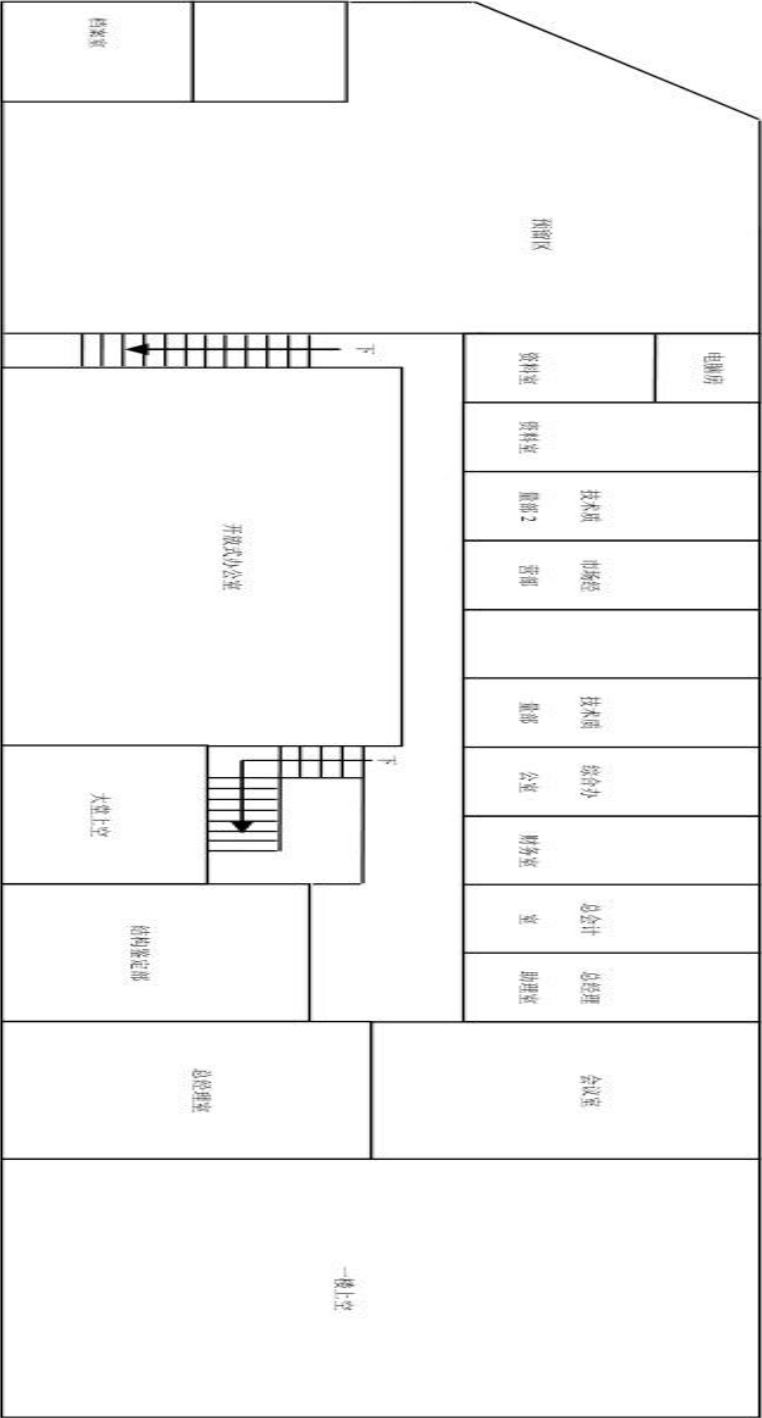 档案室
预留区
下
资料室
电脑房
资料室
技术质
量部 2
市场经
营部
开放式办公室
技术质
量部
下
综合办
公室
大堂上空
财务室
总会计
室
结构鉴定部
总经理
助理室
总经理室
会议室
一楼上空